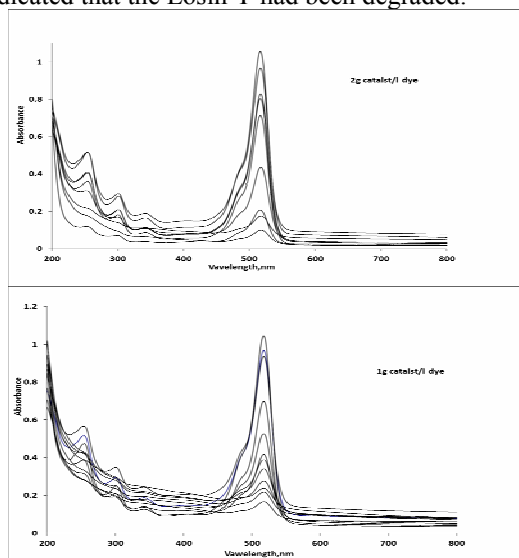 dicated that the Eosin Y had been degraded.
2g catalst/l dye
1
0.8
0.6
0.4
0.2
0
Absorbance
200 300 400 500 600 700 800
Wavelength,nm
1.2
1g catalst/l dye
1
0.8
0.6
0.4
0.2
0
Absorbance
200 300 400 500 600 700 800
Vawelength,nm